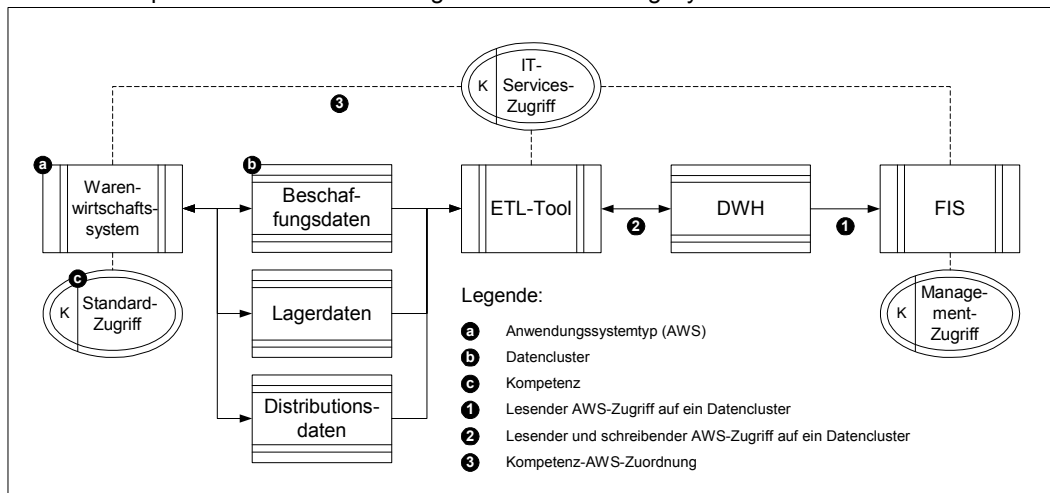 K
IT-
Services-
Zugriff
3
a
Waren-
wirtschafts-
system
b
Beschaf-
fungsdaten
ETL-Tool
2
DWH
1
FIS
c
K
Standard-
Zugriff
Lagerdaten
Distributions-
daten
K
Manage-
ment-
Zugriff
Legende:
a Anwendungssystemtyp (AWS)
b Datencluster
c Kompetenz
1 Lesender AWS-Zugriff auf ein Datencluster
2 Lesender und schreibender AWS-Zugriff auf ein Datencluster
3 Kompetenz-AWS-Zuordnung